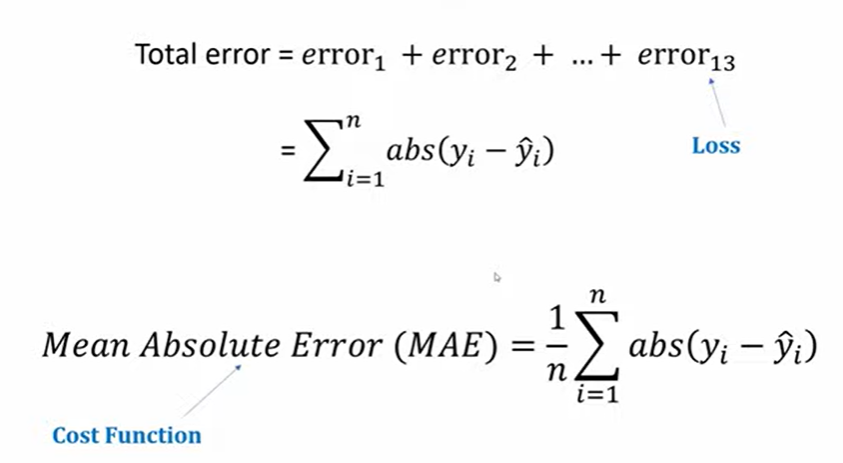 Total error = error₁ + error₂ + ... + error₁₃
Loss
= ∑ⁿᵢ₌₁ abs(yᵢ − ŷᵢ)
Mean Absolute Error (MAE) = 1/n ∑ⁿᵢ₌₁ abs(yᵢ − ŷᵢ)
Cost Function